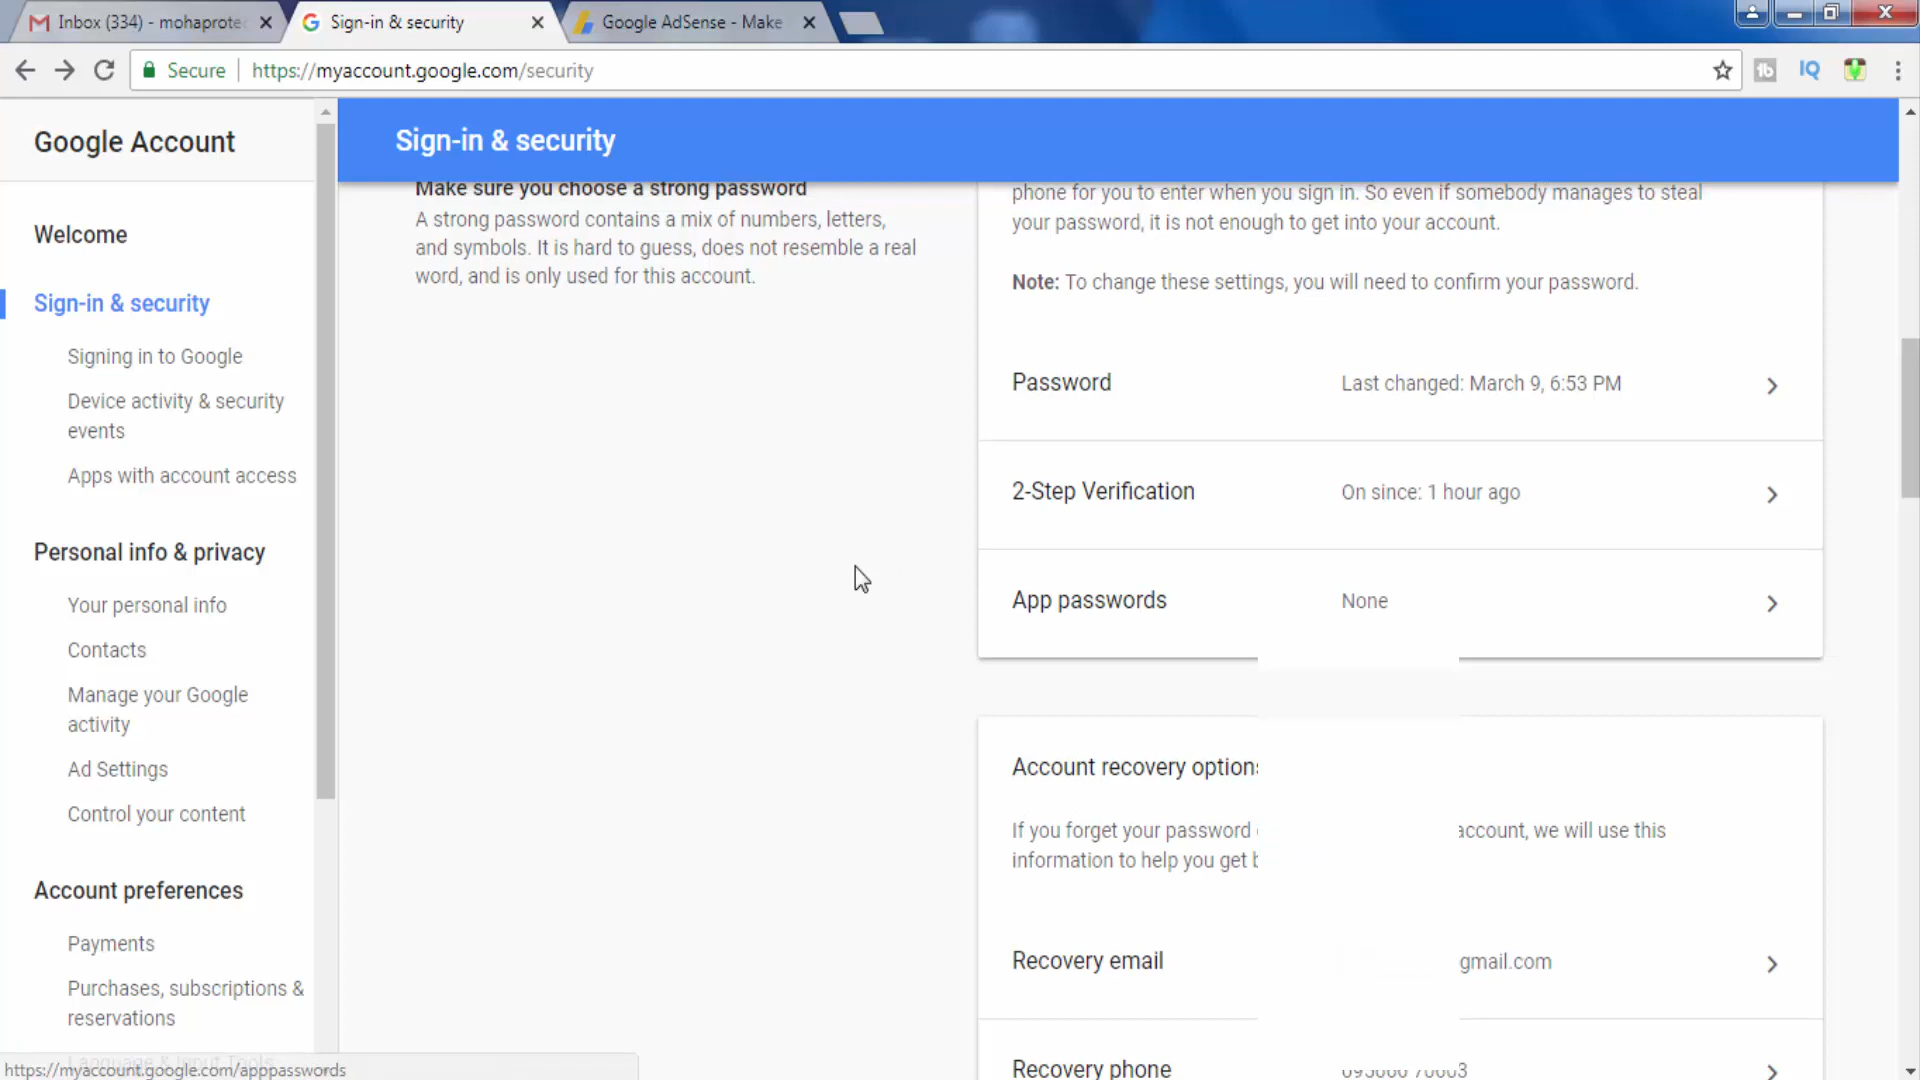 Inbox (334) - mohaprote
Sign-in & security
Google AdSense - Make
Secure
https://myaccount.google.com/security
Google Account
Welcome
Sign-in & security
Signing in to Google
Device activity & security
events
Apps with account access
Personal info & privacy
Your personal info
Contacts
Manage your Google
activity
Ad Settings
Control your content
Account preferences
Payments
Purchases, subscriptions &
reservations
Language & Input Tools
https://myaccount.google.com/apppasswords
Sign-in & security
Make sure you choose a strong password
A strong password contains a mix of numbers, letters,
and symbols. It is hard to guess, does not resemble a real
word, and is only used for this account.
phone for you to enter when you sign in. So even if somebody manages to steal
your password, it is not enough to get into your account.
Note: To change these settings, you will need to confirm your password.
Password Last changed: March 9, 6:53 PM
2-Step Verification On since: 1 hour ago
App passwords None
Account recovery option
If you forget your password account, we will use this
information to help you get
Recovery email gmail.com
Recovery phone